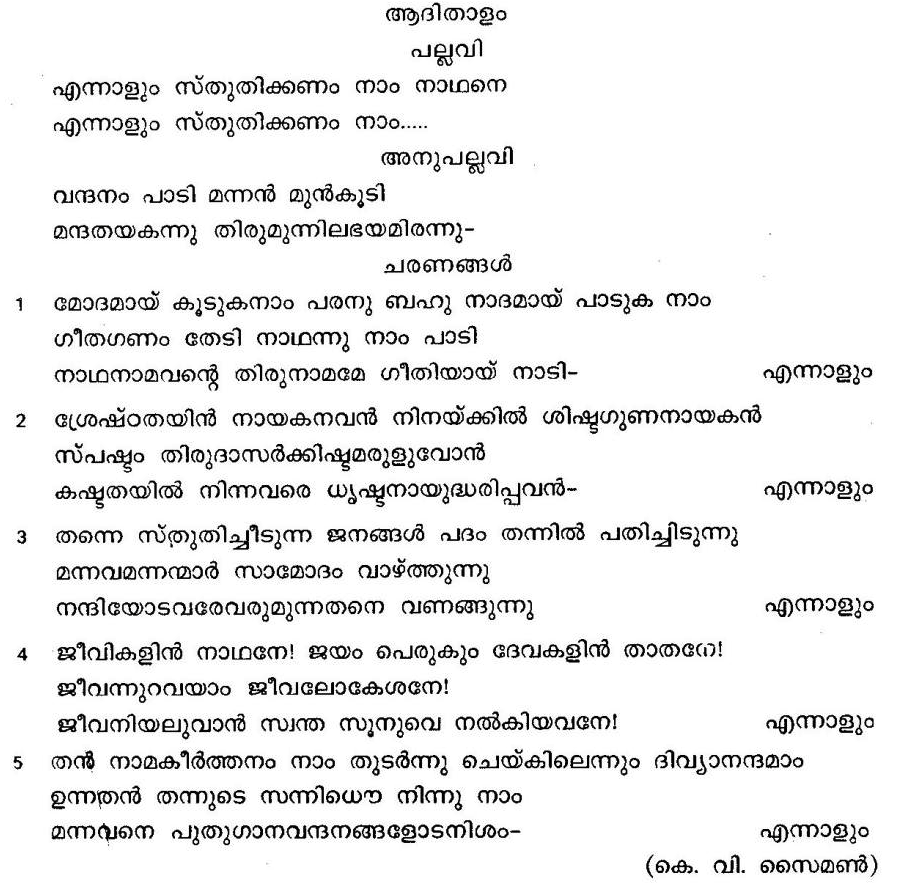 ആദിതാളം
പല്ലവി
എന്നാളും സ്തുതിക്കണം നാം നാഥനെ
എന്നാളും സ്തുതിക്കണം നാം.....
അനുപല്ലവി
വന്ദനം പാടി മന്നൻ മുൻകൂടി
മന്ദതയകന്നു തിരുമുന്നിലഭയമിരന്നു-
ചരണങ്ങൾ
1 മോദമായ് കൂടുകനാം പരനു ബഹു നാദമായ് പാടുക നാം
ഗീതഗണം തേടി നാഥന്നു നാം പാടി
നാഥനാമവന്റെ തിരുനാമമേ ഗീതിയായ് നാടി- എന്നാളും
2 ശ്രേഷ്ഠതയിൻ നായകനവൻ നിനയ്ക്കിൽ ശിഷ്ടഗുണനായകൻ
സ്പഷ്ടം തിരുദാസർക്കിഷ്ടമരുളുവോൻ
കഷ്ടതയിൽ നിന്നവരെ ധൃഷ്ടനായുദ്ധരിപ്പവൻ- എന്നാളും
3 തന്നെ സ്തുതിച്ചീടുന്ന ജനങ്ങൾ പദം തന്നിൽ പതിച്ചിടുന്നു
മന്നവമന്നന്മാർ സാമോദം വാഴ്ത്തുന്നു
നന്ദിയോടവരേവരുമുന്നതനെ വണങ്ങുന്നു എന്നാളും
4 ജീവികളിൻ നാഥനേ! ജയം പെരുകും ദേവകളിൻ താതനേ!
ജീവന്നുറവയാം ജീവലോകേശനേ!
ജീവനിയലുവാൻ സ്വന്ത സൂനുവെ നൽകിയവനേ! എന്നാളും
5 തൻ നാമകീർത്തനം നാം തുടർന്നു ചെയ്കിലെന്നും ദിവ്യാനന്ദമാം
ഉന്നതൻ തന്നുടെ സന്നിധൌ നിന്നു നാം
മന്നവനെ പുതുഗാനവന്ദനങ്ങളോടനിശം- എന്നാളും
(കെ. വി. സൈമൺ)